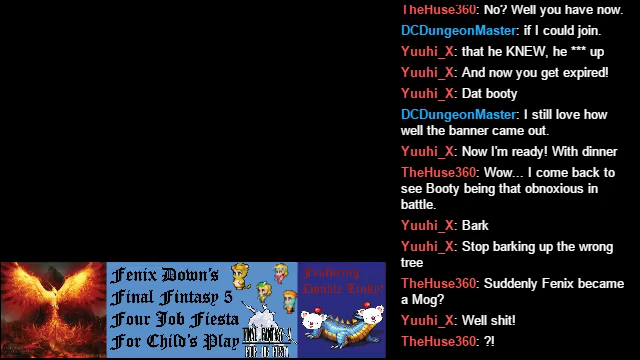 TheHuse360: No? Well you have now.
DCDungeonMaster: if I could join.
Yuuhi_X: that he KNEW, he *** up
Yuuhi_X: And now you get expired!
Yuuhi_X: Dat booty
DCDungeonMaster: I still love how
well the banner came out.
Yuuhi_X: Now I'm ready! With dinner
TheHuse360: Wow... I come back to
see Booty being that obnoxious in
battle.
Yuuhi_X: Bark
Yuuhi_X: Stop barking up the wrong
tree
TheHuse360: Suddenly Fenix became
a Mog?
Yuuhi_X: Well shit!
TheHuse360: ?!
Fenix Down's
Final Fintasy 5
Four Job Fiesta
For Child's Play
Featuring
Double Tinky!